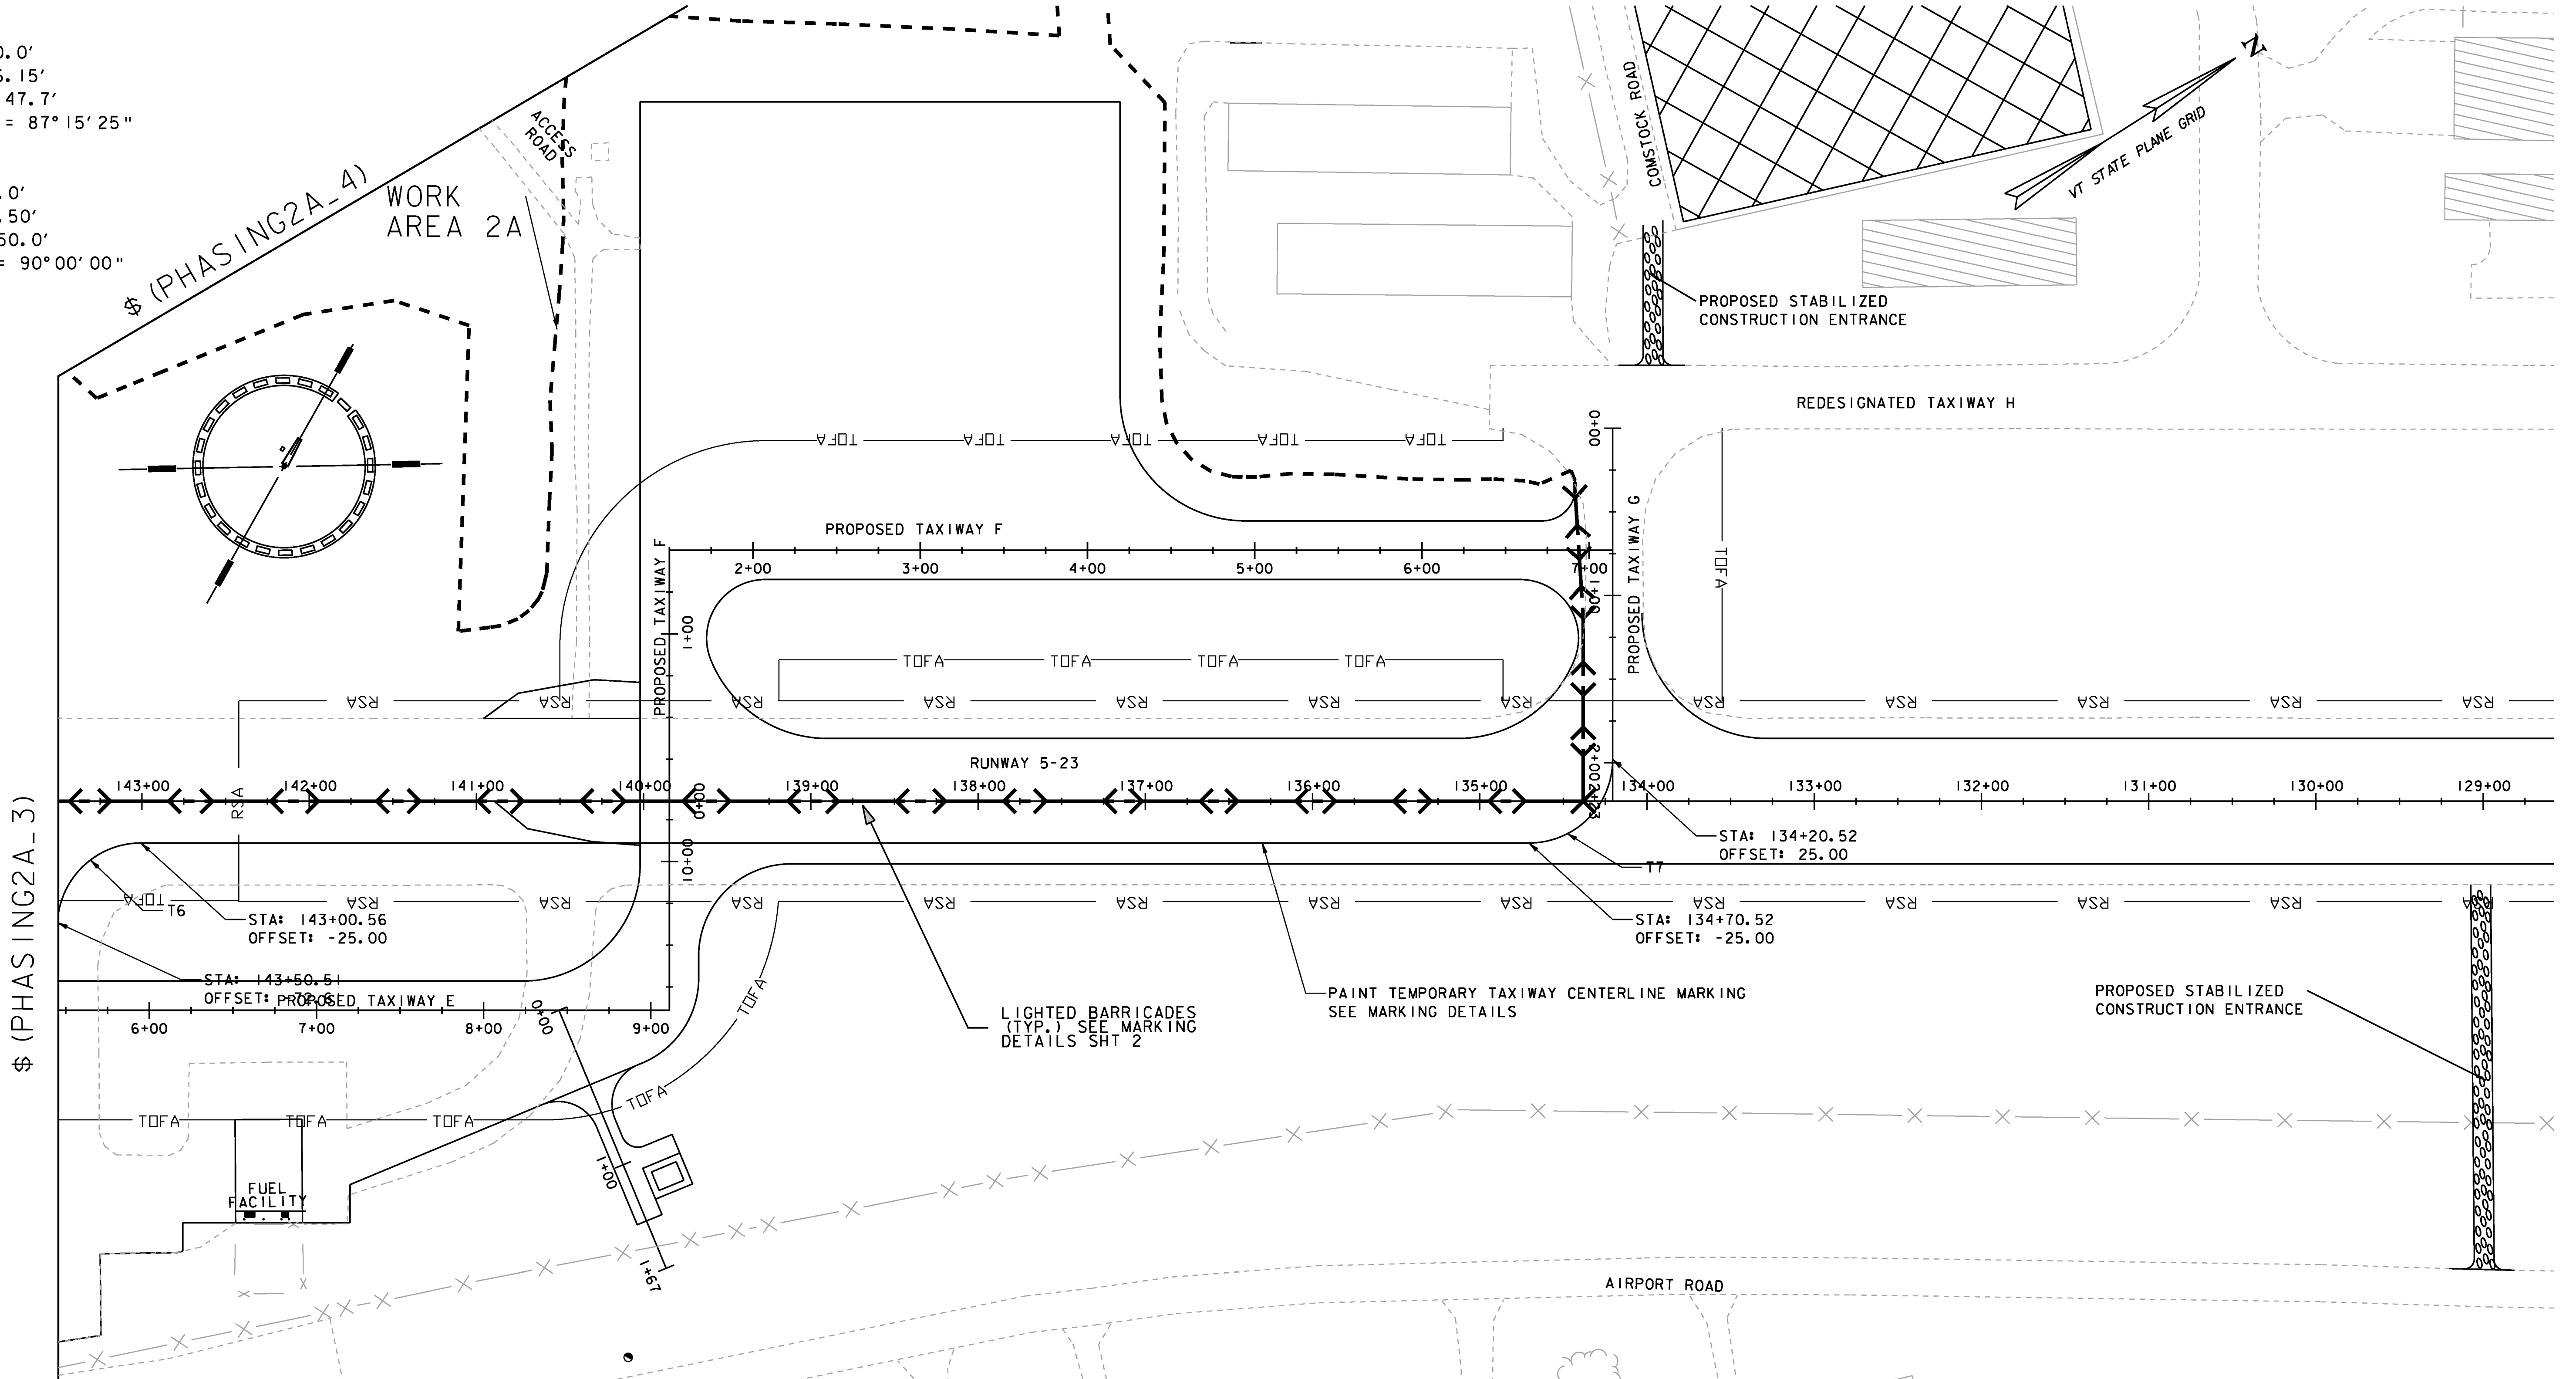 0.0'
5.15'
47.7'
= 87°15'25"
.0'
.50'
50.0'
= 90°00'00"
$(PHASING2A_4)
ACCESS
ROAD
WORK
AREA 2A
COMSTOCK ROAD
N
VT STATE PLANE GRID
PROPOSED STABILIZED
CONSTRUCTION ENTRANCE
REDESIGNATED TAXIWAY H
TOFA TOFA TOFA TOFA TOFA
0+00
PROPOSED TAXIWAY F
2+00 3+00 4+00 5+00 6+00 7+00
PROPOSED TAXIWAY F
1+00
1+00
PROPOSED TAXIWAY G
TOFA
TOFA TOFA TOFA TOFA
RSA RSA RSA RSA RSA RSA RSA RSA RSA RSA RSA RSA
RUNWAY 5-23
2+00
2+23
143+00 142+00 141+00 140+00 139+00 138+00 137+00 136+00 135+00 134+00 133+00 132+00 131+00 130+00 129+00
RSA
0+00
10+00
STA: 134+20.52
OFFSET: 25.00
T7
TOFA
T6
RSA RSA RSA RSA RSA RSA RSA RSA RSA RSA RSA RSA
STA: 143+00.56
OFFSET: -25.00
STA: 134+70.52
OFFSET: -25.00
STA: 143+50.51
OFFSET: -72.61
PROPOSED TAXIWAY E
6+00 7+00 8+00 9+00
0+00
TOFA
$(PHASING2A_3)
LIGHTED BARRICADES
(TYP.) SEE MARKING
DETAILS SHT 2
PAINT TEMPORARY TAXIWAY CENTERLINE MARKING
SEE MARKING DETAILS
PROPOSED STABILIZED
CONSTRUCTION ENTRANCE
TOFA TOFA TOFA
TOFA
1+00
1+67
FUEL
FACILITY
AIRPORT ROAD